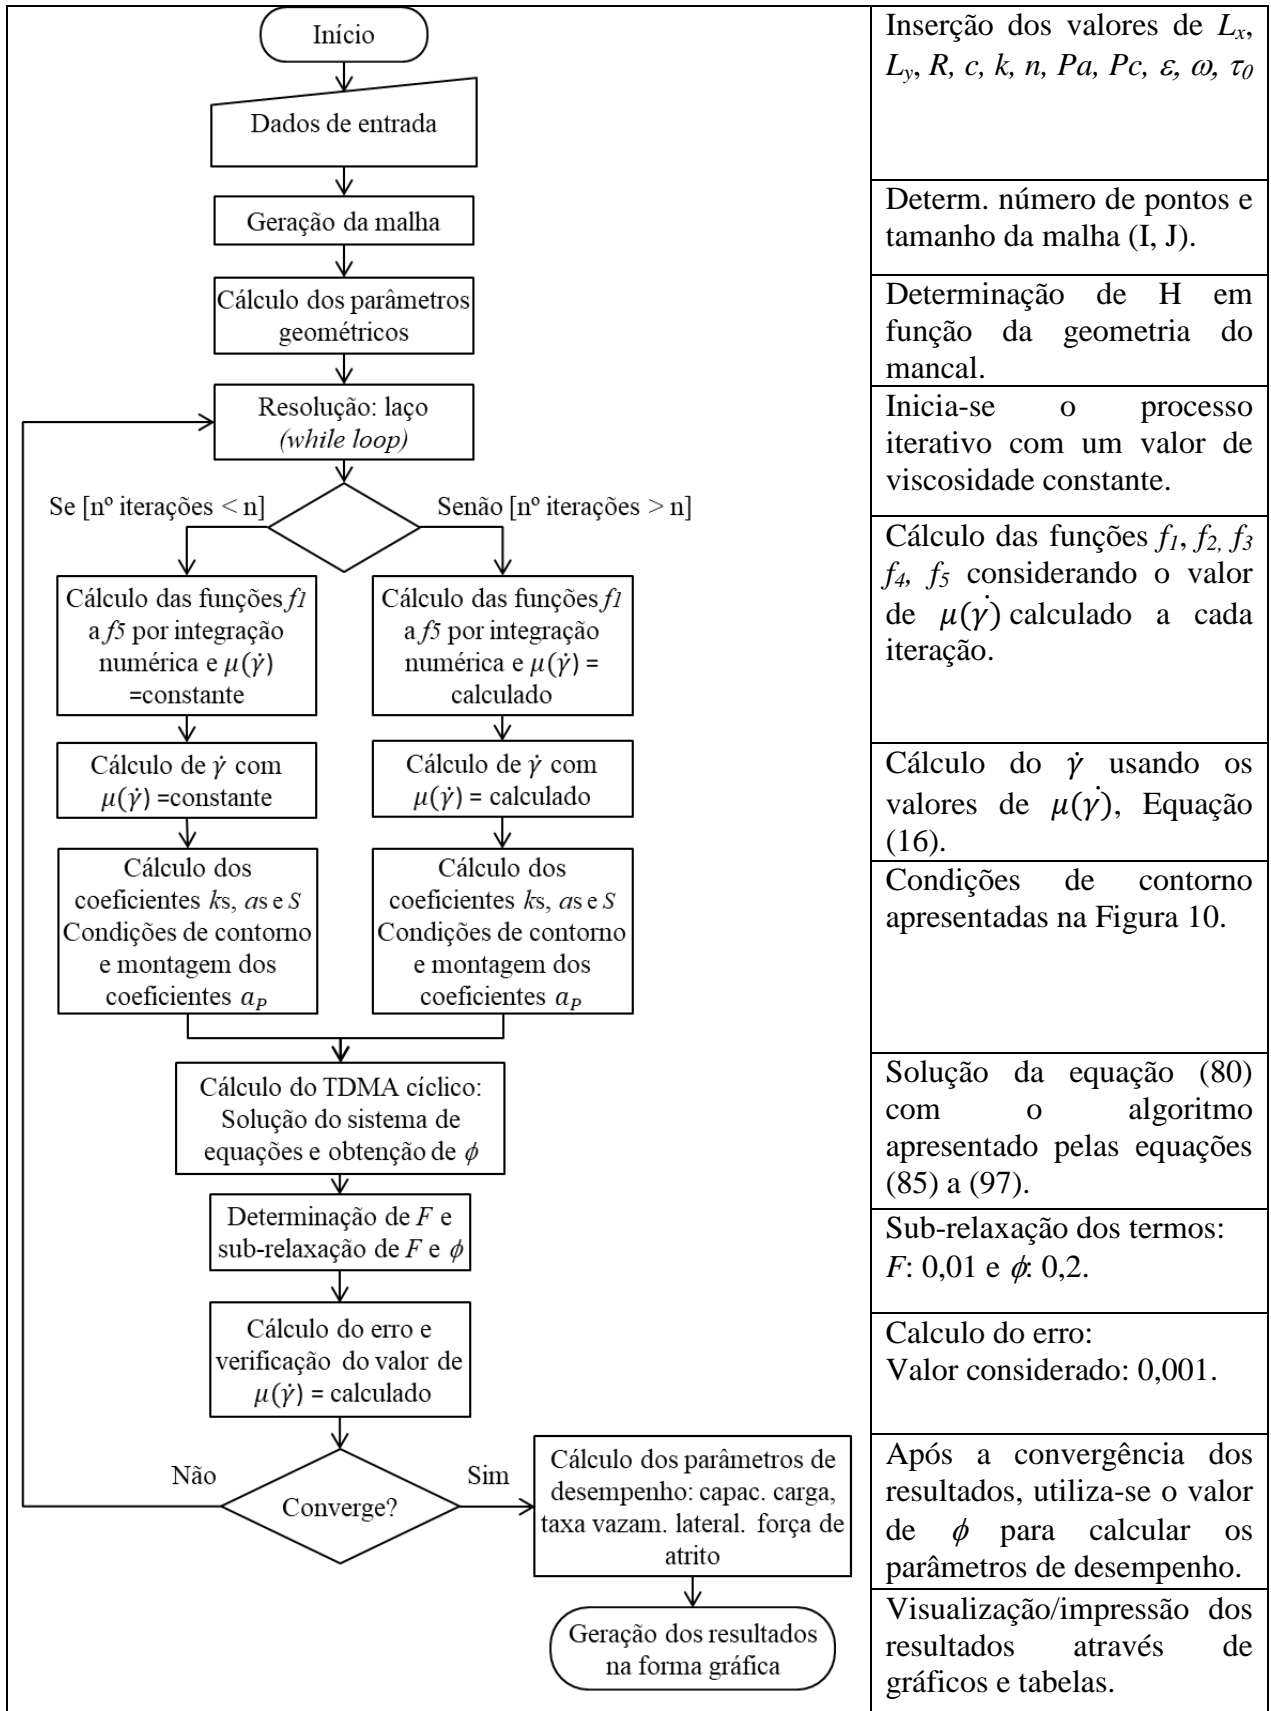 Início
Inserção dos valores de Lx,
Ly, R, c, k, n, Pa, Pc, ε, ω, τ0
Dados de entrada
Geração da malha
Determ. número de pontos e
tamanho da malha (I, J).
Cálculo dos parâmetros
geométricos
Determinação de H em
função da geometria do
mancal.
Resolução: laço
(while loop)
Inicia-se o processo
iterativo com um valor de
viscosidade constante.
Se [nº iterações < n]
Senão [nº iterações > n]
Cálculo das funções f1
a f5 por integração
numérica e μ(γ̇)
=constante
Cálculo das funções f1
a f5 por integração
numérica e μ(γ̇) =
calculado
Cálculo das funções f1, f2, f3
f4, f5 considerando o valor
de μ(γ̇) calculado a cada
iteração.
Cálculo de γ̇ com
μ(γ̇) =constante
Cálculo de γ̇ com
μ(γ̇) = calculado
Cálculo do γ̇ usando os
valores de μ(γ̇), Equação
(16).
Cálculo dos
coeficientes ks, as e S
Condições de contorno
e montagem dos
coeficientes aP
Cálculo dos
coeficientes ks, as e S
Condições de contorno
e montagem dos
coeficientes aP
Condições de contorno
apresentadas na Figura 10.
Cálculo do TDMA cíclico:
Solução do sistema de
equações e obtenção de ϕ
Solução da equação (80)
com o algoritmo
apresentado pelas equações
(85) a (97).
Determinação de F e
sub-relaxação de F e ϕ
Sub-relaxação dos termos:
F: 0,01 e ϕ: 0,2.
Cálculo do erro e
verificação do valor de
μ(γ̇) = calculado
Calculo do erro:
Valor considerado: 0,001.
Não
Converge?
Sim
Cálculo dos parâmetros de
desempenho: capac. carga,
taxa vazam. lateral. força de
atrito
Após a convergência dos
resultados, utiliza-se o valor
de ϕ para calcular os
parâmetros de desempenho.
Geração dos resultados
na forma gráfica
Visualização/impressão dos
resultados através de
gráficos e tabelas.